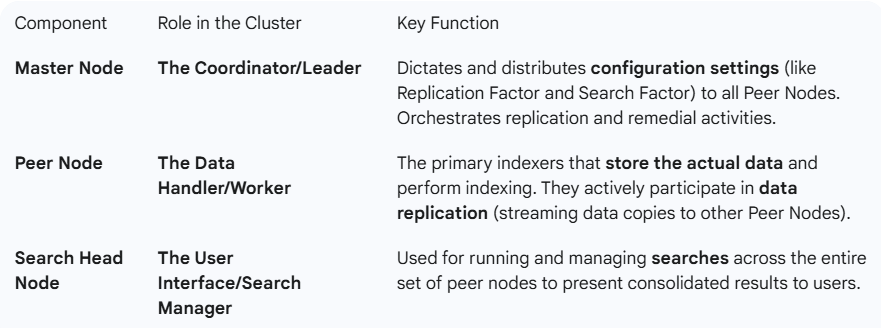 Component Role in the Cluster Key Function
Master Node The Coordinator/Leader Dictates and distributes configuration settings (like
Replication Factor and Search Factor) to all Peer Nodes.
Orchestrates replication and remedial activities.
Peer Node The Data
Handler/Worker
The primary indexers that store the actual data and
perform indexing. They actively participate in data
replication (streaming data copies to other Peer Nodes).
Search Head
Node
The User
Interface/Search
Manager
Used for running and managing searches across the entire
set of peer nodes to present consolidated results to users.